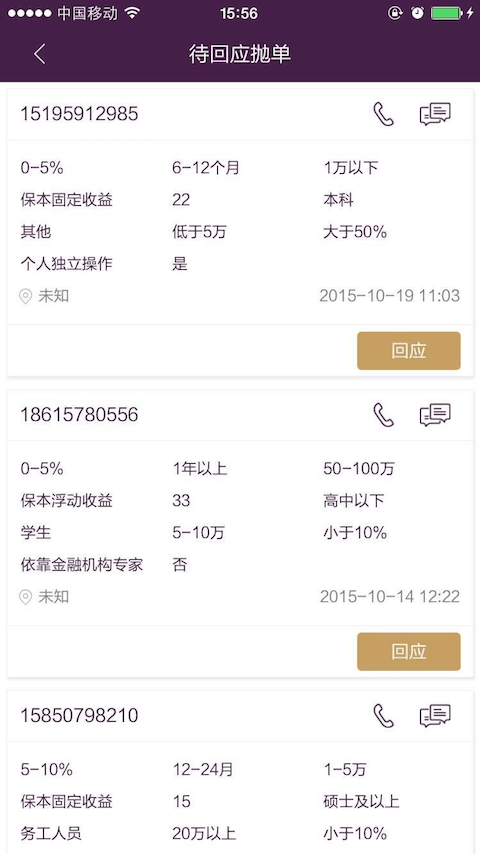 中国移动 15:56
待回应抛单
15195912985
0-5% 6-12个月 1万以下
保本固定收益 22 本科
其他 低于5万 大于50%
个人独立操作 是
未知 2015-10-19 11:03
回应
18615780556
0-5% 1年以上 50-100万
保本浮动收益 33 高中以下
学生 5-10万 小于10%
依靠金融机构专家 否
未知 2015-10-14 12:22
回应
15850798210
5-10% 12-24月 1-5万
保本固定收益 15 硕士及以上
务工人员 20万以上 小于10%